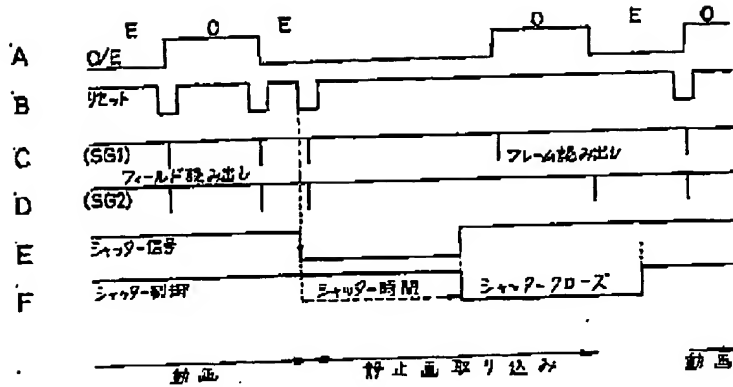 E O E O E O
A O/E
B リセット
C (SG1) フレーム読み出し
フィールド読み出し
D (SG2)
E シャッター信号
F シャッター制御 シャッター時間 シャッタークローズ
動画 静止画取り込み 動画